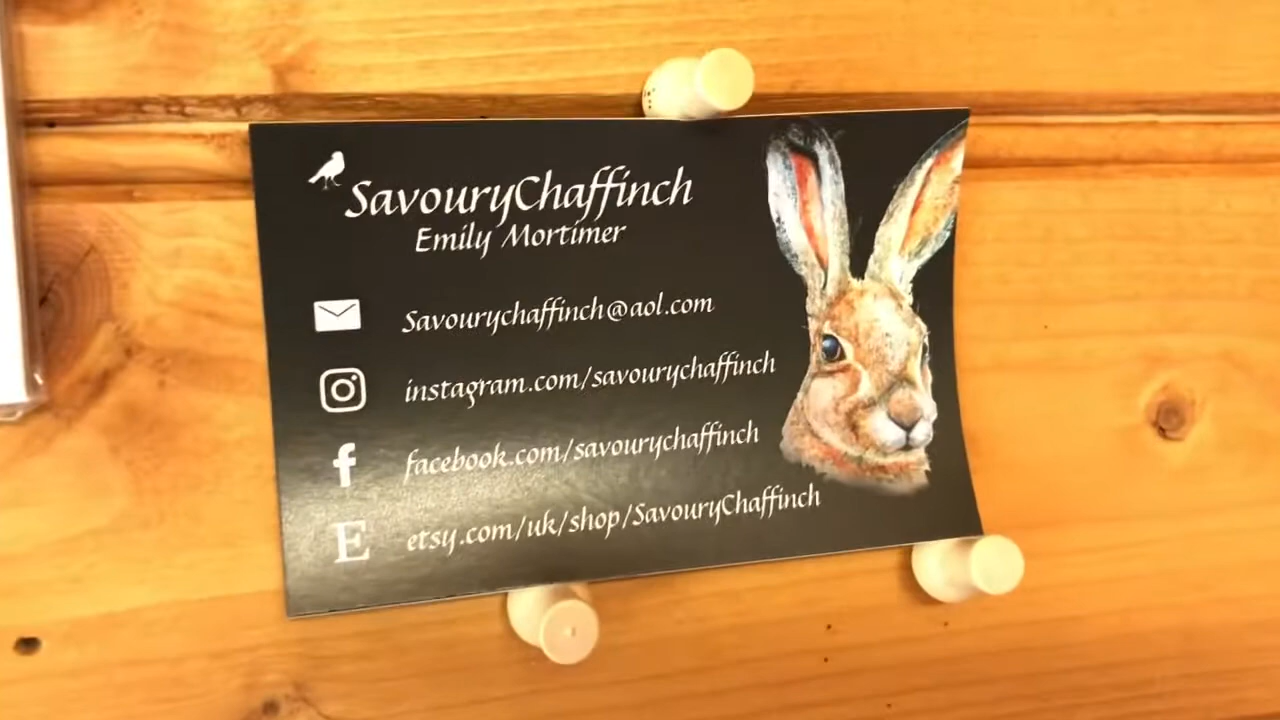 SavouryChaffinch
Emily Mortimer
Savourychaffinch@aol.com
instagram.com/savourychaffinch
facebook.com/savourychaffinch
etsy.com/uk/shop/SavouryChaffinch